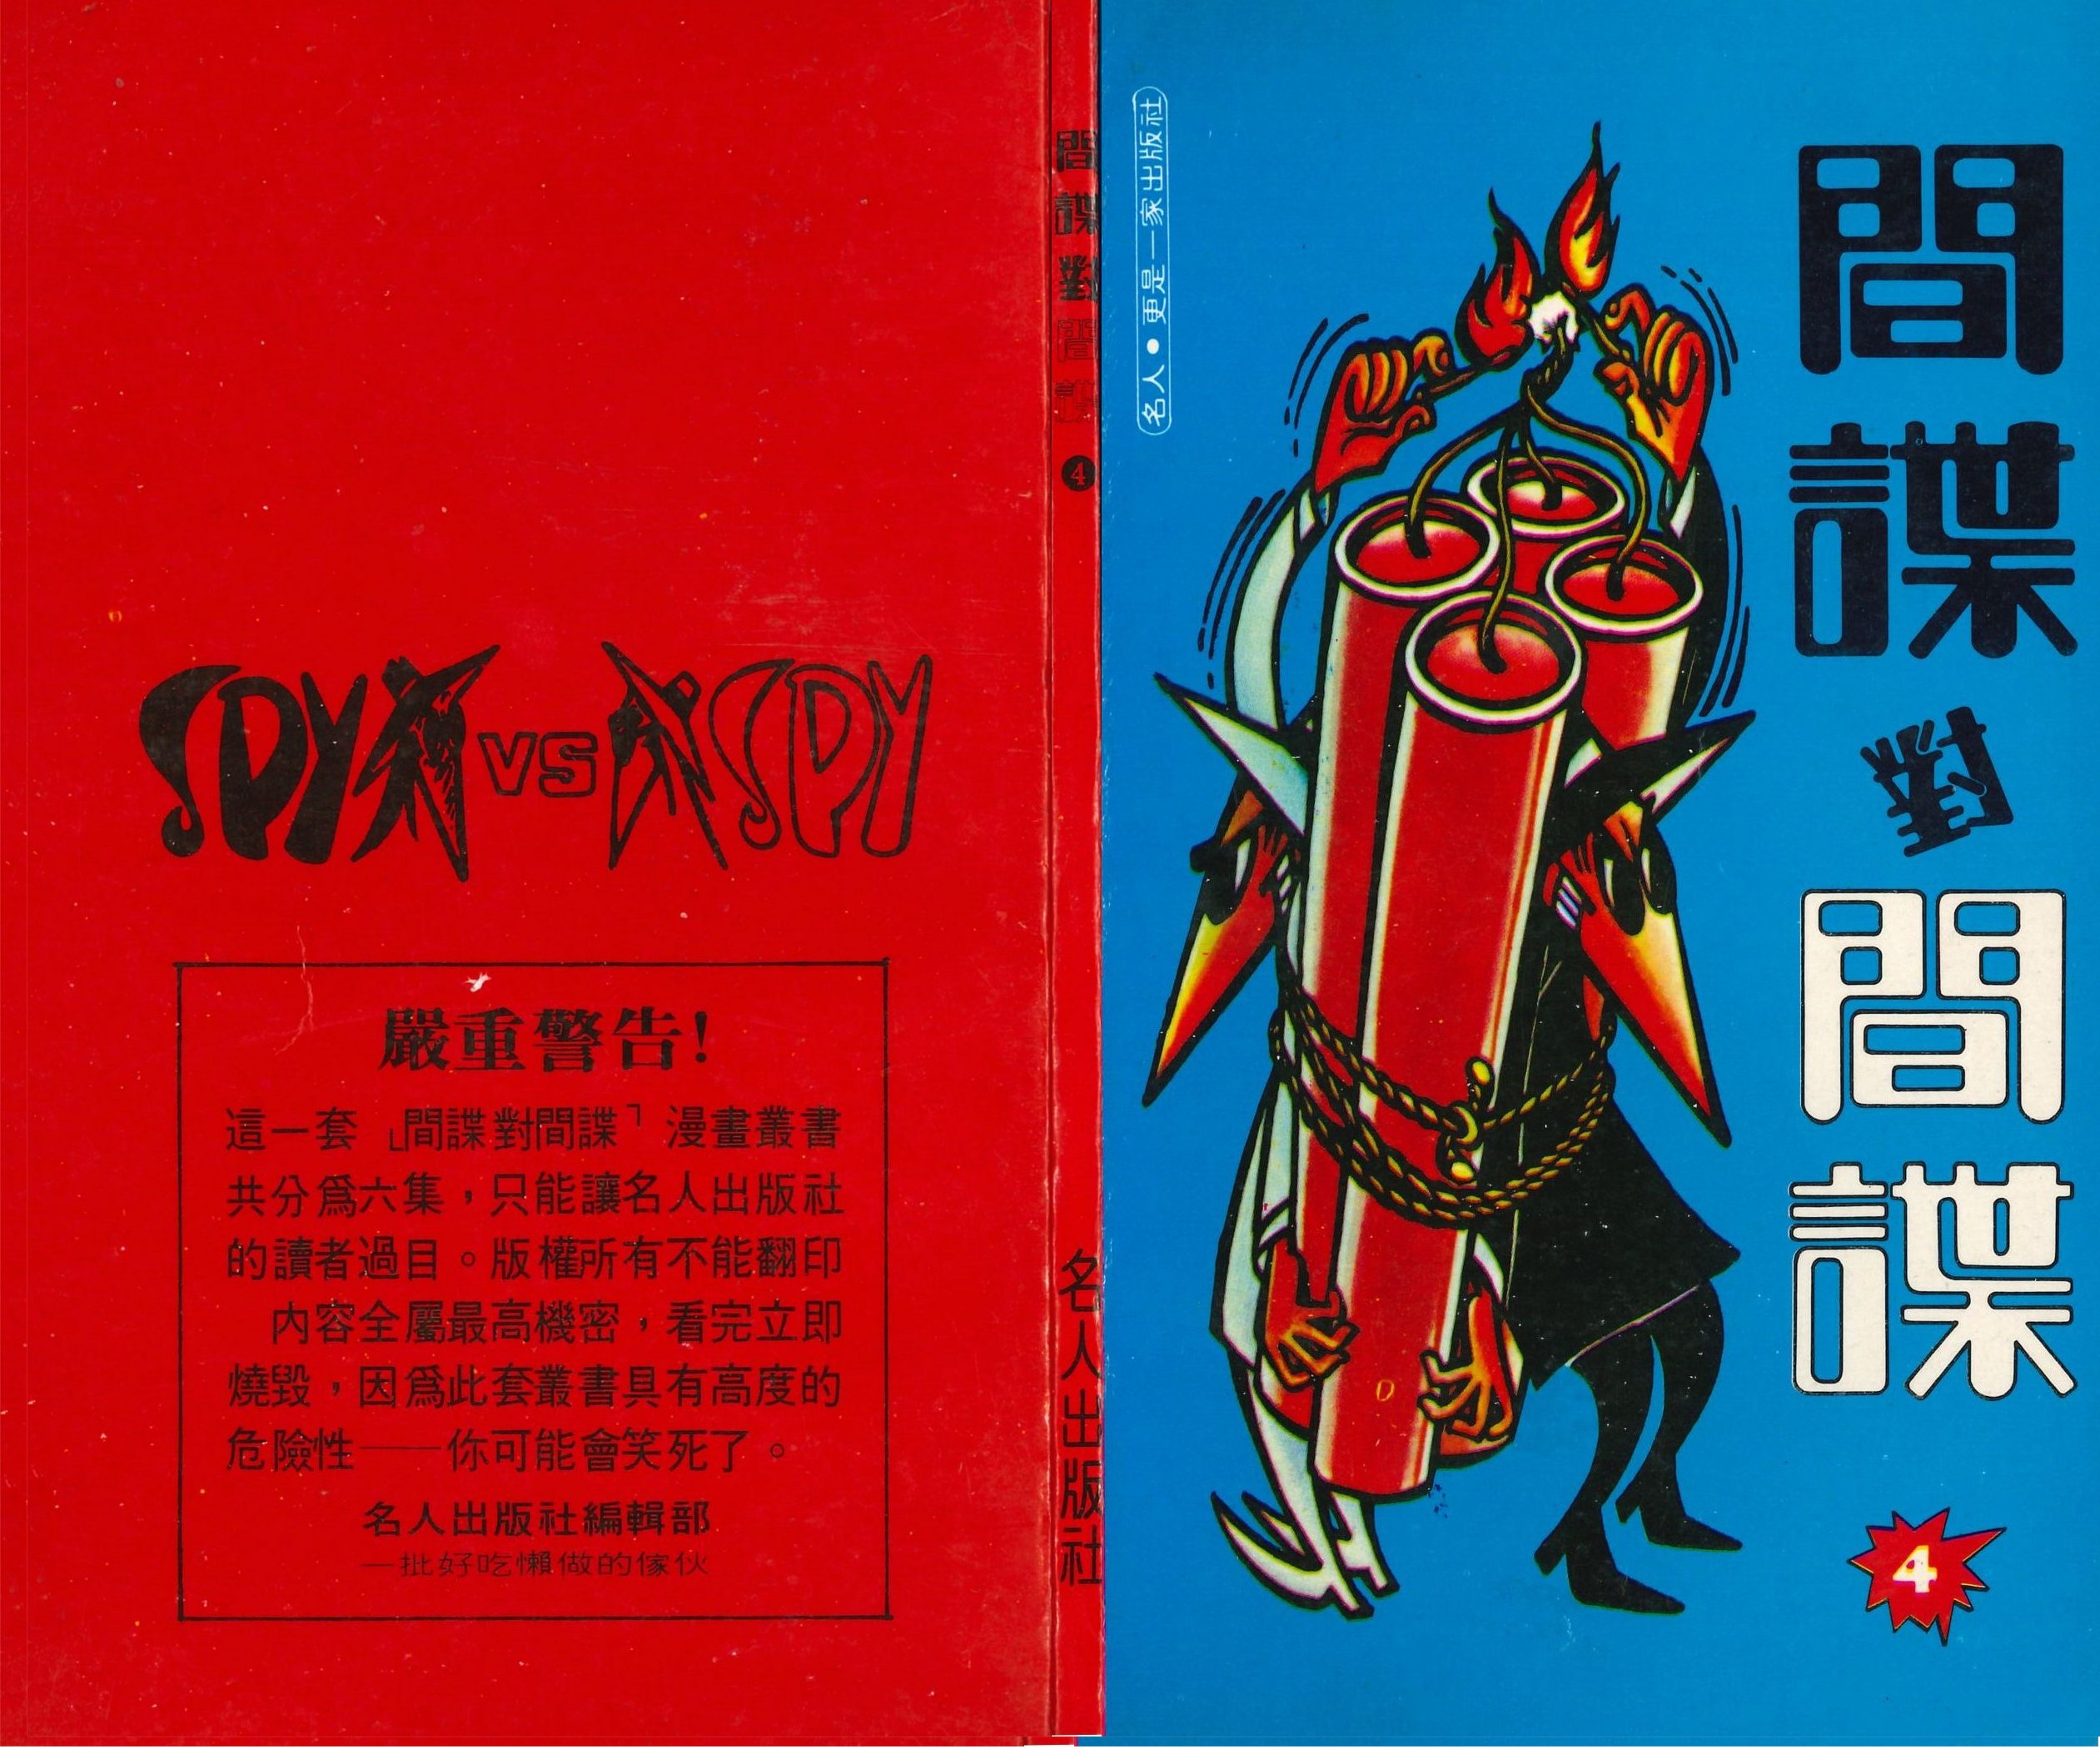 SPY VS SPY
嚴重警告!
這一套「間諜對間諜」漫畫叢書
共分爲六集，只能讓名人出版社
的讀者過目。版權所有不能翻印
內容全屬最高機密，看完立即
燒毀，因爲此套叢書具有高度的
危險性——你可能會笑死了。
名人出版社編輯部
一批好吃懶做的傢伙
間諜對間諜 4 名人出版社
名人●更是一家出版社
間諜對間諜
4